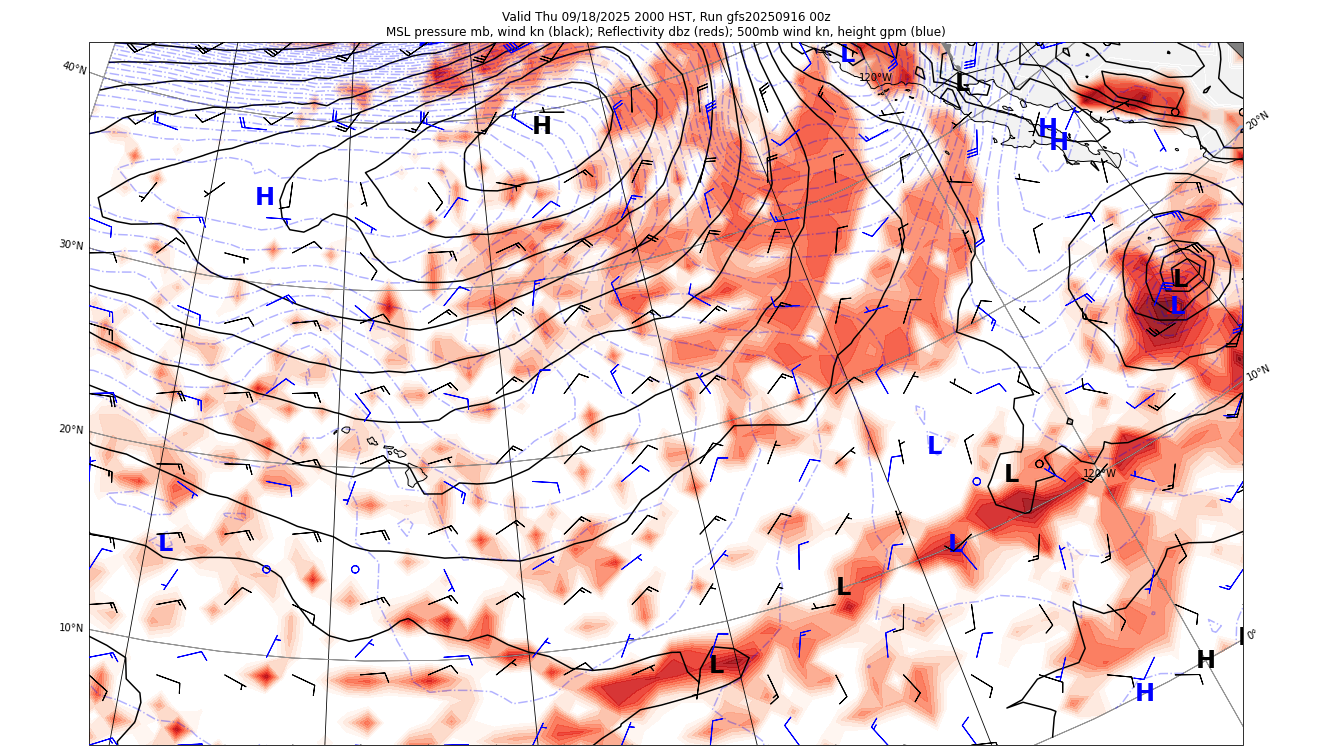 Valid Thu 09/18/2025 2000 HST, Run gfs20250916 00z
MSL pressure mb, wind kn (black); Reflectivity dbz (reds); 500mb wind kn, height gpm (blue)
L
120°W
L
40°N
H
H
H
20°N
H
30°N
L
L
10°N
20°N
L
L
120°W
L
L
L
10°N
0°
L
H
H